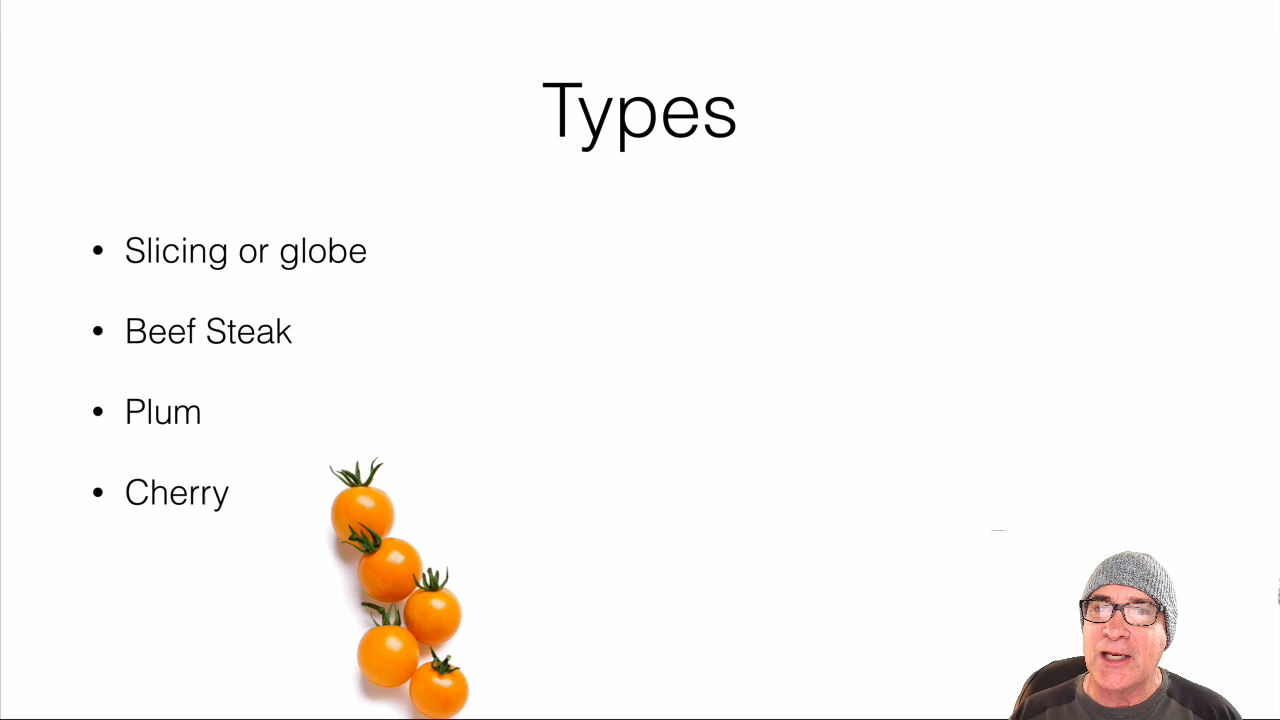 Types
• Slicing or globe
• Beef Steak
• Plum
• Cherry